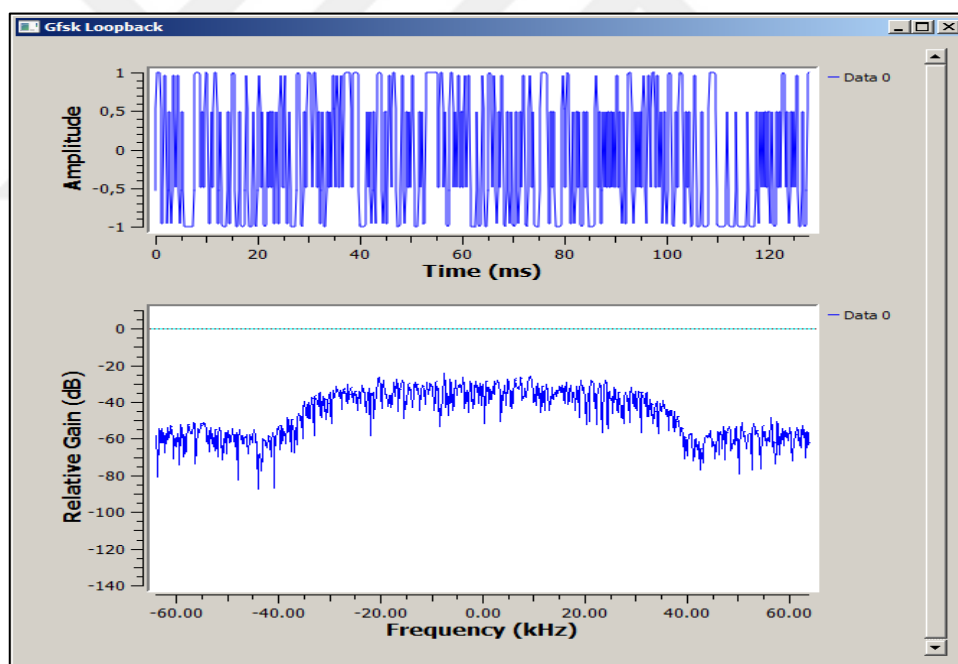 Gfsk Loopback
Amplitude
1
0,5
0
-0,5
-1
Data 0
0 20 40 60 80 100 120
Time (ms)
Relative Gain (dB)
0
-20
-40
-60
-80
-100
-120
-140
Data 0
-60.00 -40.00 -20.00 0.00 20.00 40.00 60.00
Frequency (kHz)